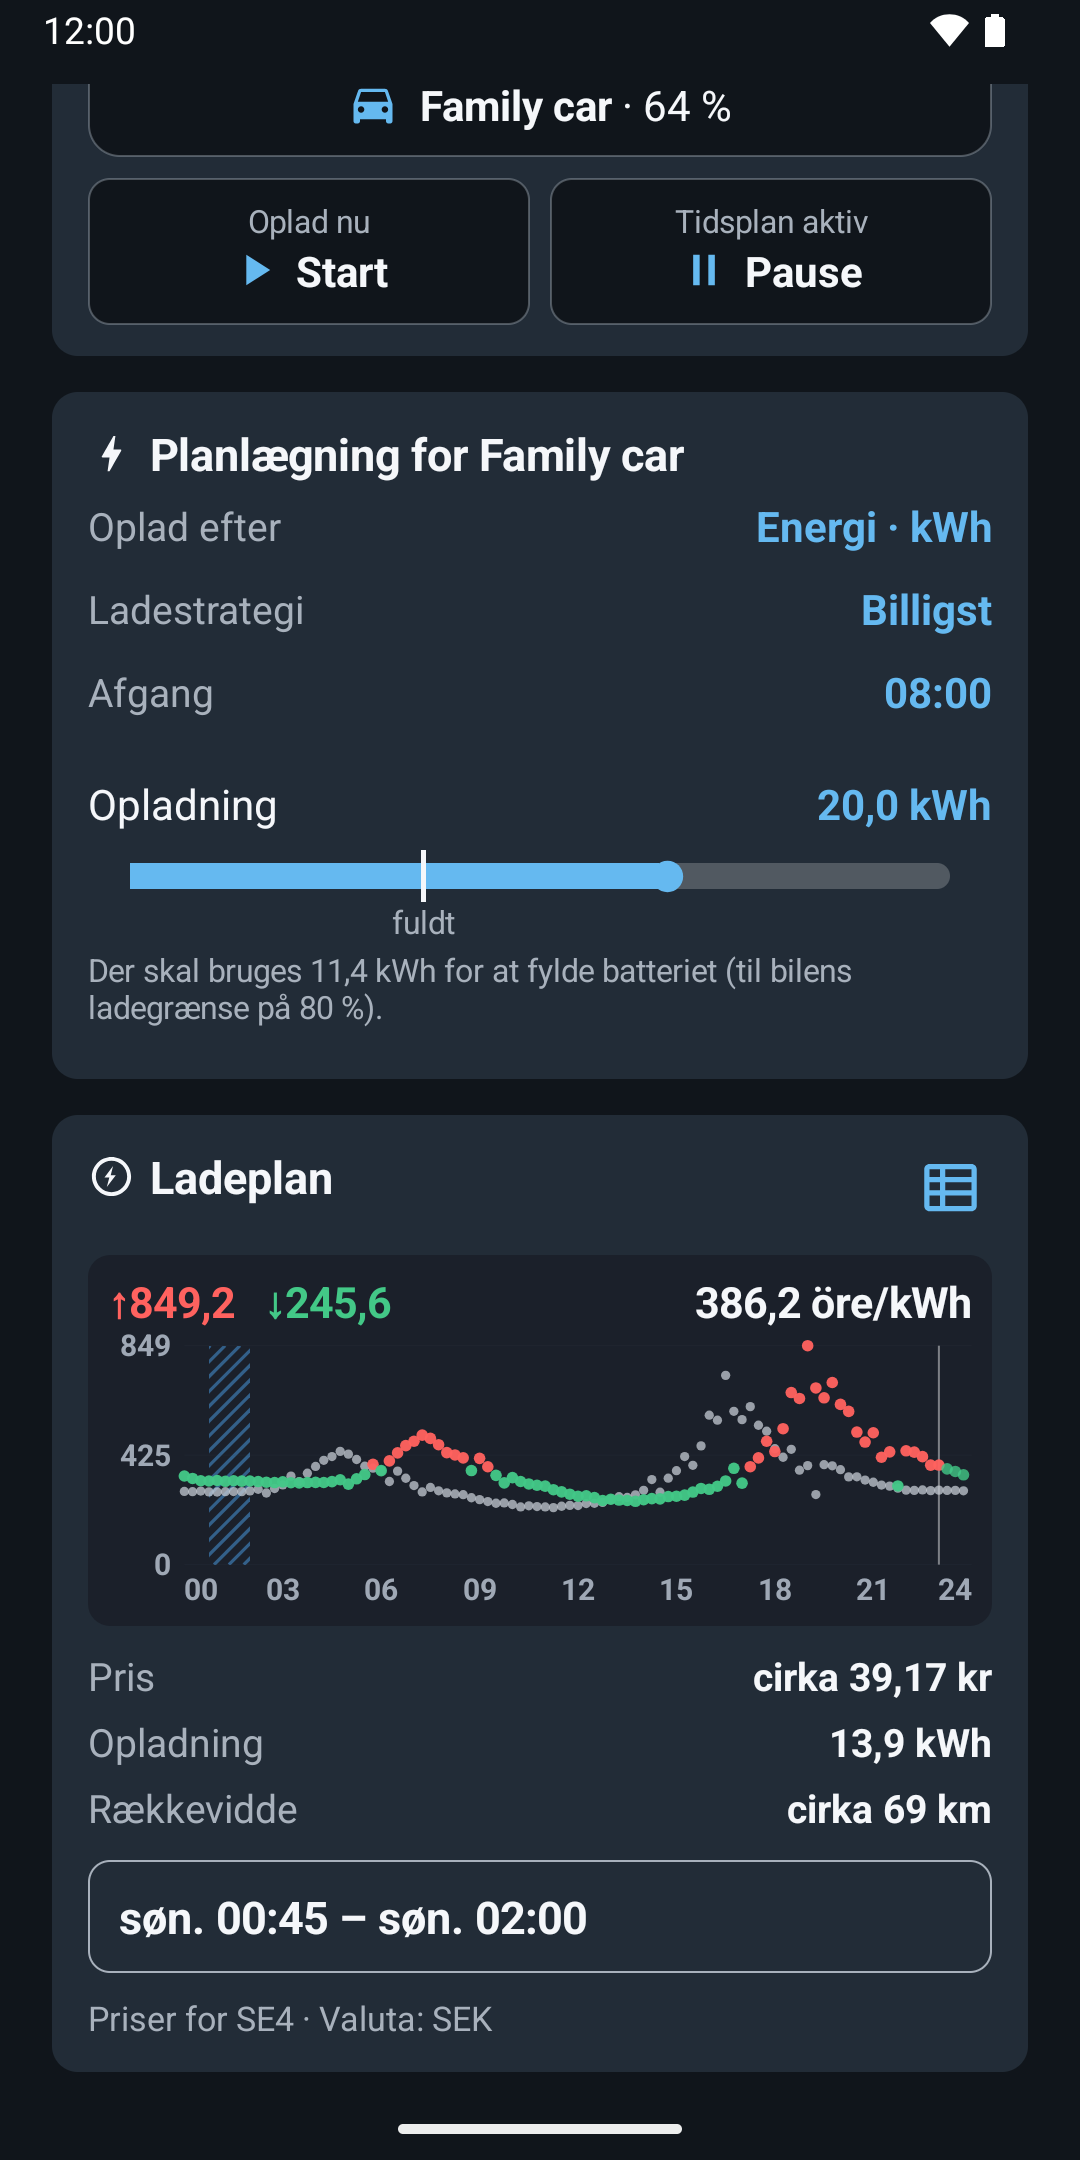 12:00
Family car · 64 %
Oplad nu
Start
Tidsplan aktiv
Pause
Planlægning for Family car
Oplad efter
Energi · kWh
Ladestrategi
Billigst
Afgang
08:00
Opladning
20,0 kWh
fuldt
Der skal bruges 11,4 kWh for at fylde batteriet (til bilens
ladegrænse på 80 %).
Ladeplan
↑849,2 ↓245,6
386,2 öre/kWh
849
425
0
00 03 06 09 12 15 18 21 24
Pris
cirka 39,17 kr
Opladning
13,9 kWh
Rækkevidde
cirka 69 km
søn. 00:45 – søn. 02:00
Priser for SE4 · Valuta: SEK